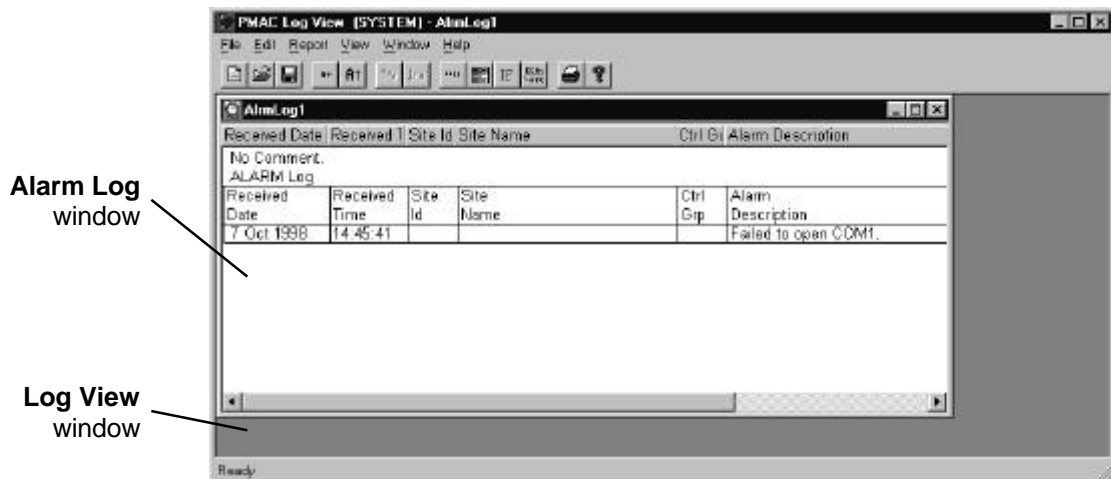 PMAC Log View (SYSTEM) - AlmLog1
File Edit Report View Window Help
AlmLog1
Received Date Received T Site Id Site Name Ctrl Gr Alarm Description
No Comment.
ALARM Log
Received Received Site Site Ctrl Alarm
Date Time Id Name Grp Description
7 Oct 1998 14:45:41 Failed to open COM1.
Alarm Log
window
Log View
window
Ready